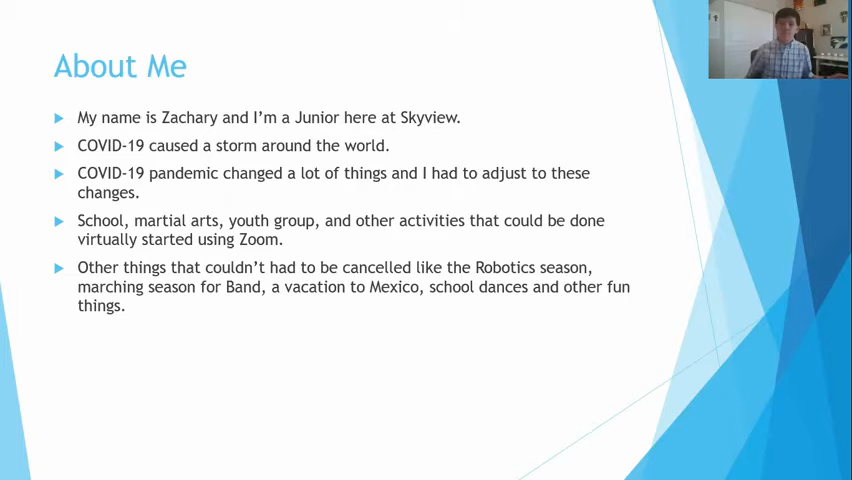 About Me
My name is Zachary and I'm a Junior here at Skyview.
COVID-19 caused a storm around the world.
COVID-19 pandemic changed a lot of things and I had to adjust to these
changes.
School, martial arts, youth group, and other activities that could be done
virtually started using Zoom.
Other things that couldn't had to be cancelled like the Robotics season,
marching season for Band, a vacation to Mexico, school dances and other fun
things.